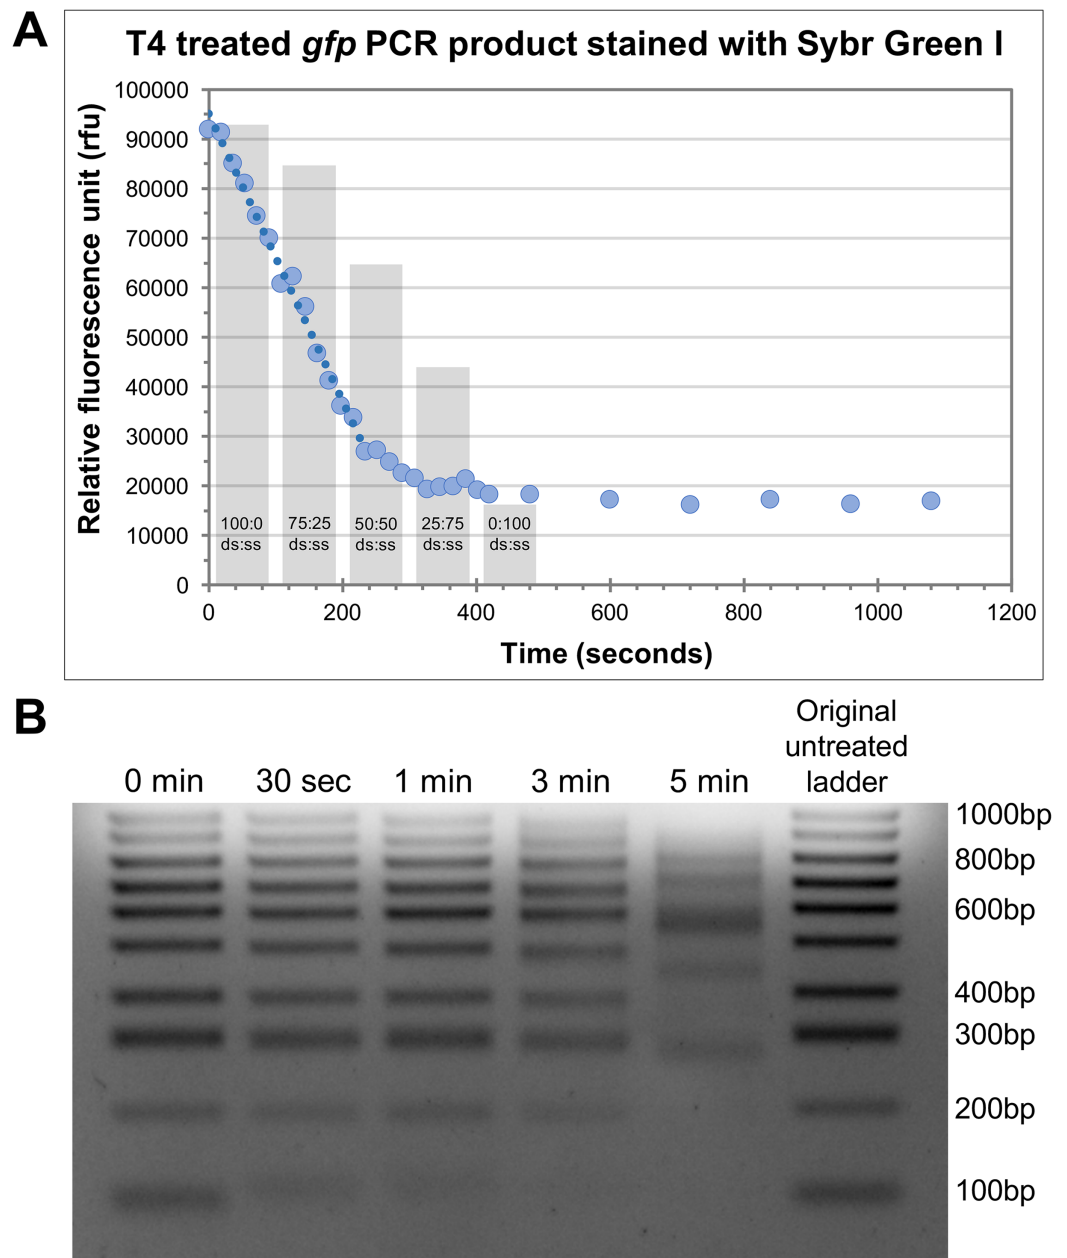 A
T4 treated gfp PCR product stained with Sybr Green I
Relative fluorescence unit (rfu)
100000
90000
80000
70000
60000
50000
40000
30000
20000
10000
0
100:0
ds:ss
75:25
ds:ss
50:50
ds:ss
25:75
ds:ss
0:100
ds:ss
0 200 400 600 800 1000 1200
Time (seconds)
B
0 min 30 sec 1 min 3 min 5 min
Original
untreated
ladder
1000bp
800bp
600bp
400bp
300bp
200bp
100bp